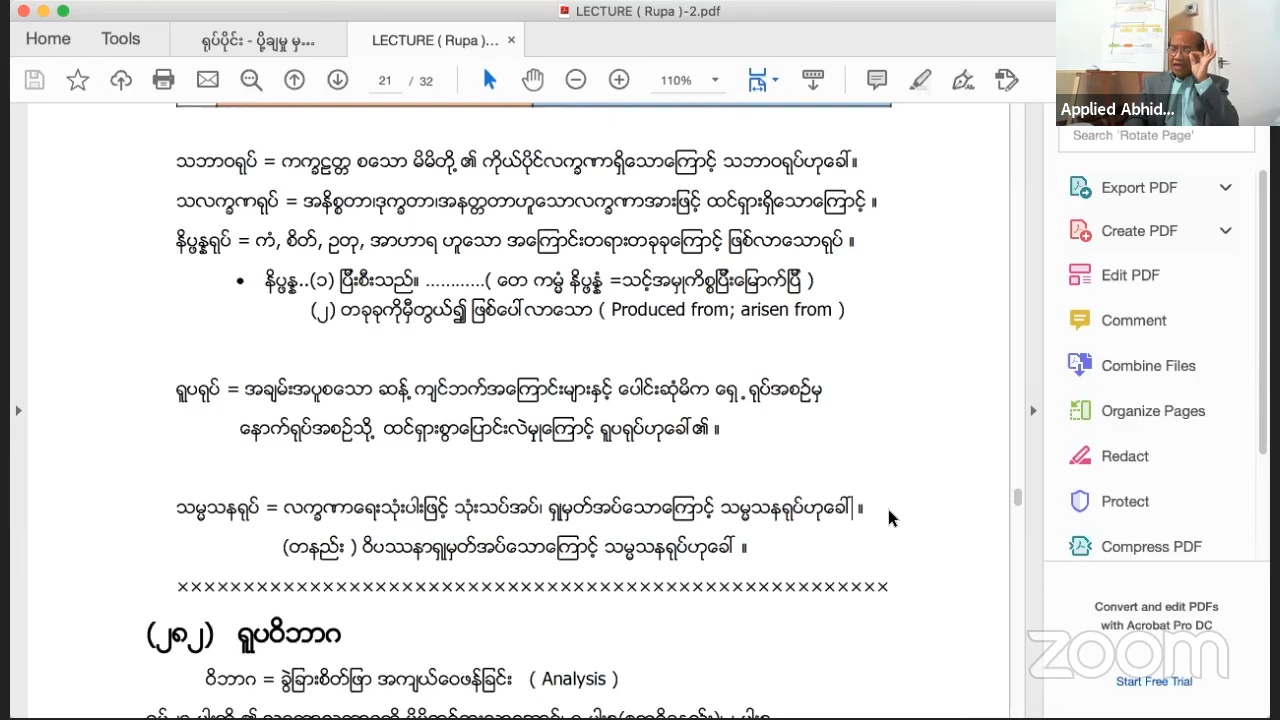 LECTURE ( Rupa )-2.pdf
Home
Tools
ရုပ်ပိုင်း - ပို့ချမှု မှ...
LECTURE ( Rupa )... ×
21 / 32
110%
Applied Abhid...
Search 'Rotate Page'
Export PDF
Create PDF
Edit PDF
Comment
Combine Files
Organize Pages
Redact
Protect
Compress PDF
Convert and edit PDFs
with Acrobat Pro DC
Start Free Trial
zoom
သဘာဝရုပ် = ကက္ခဠတ္တ စသော မိမိတို့ ၏ ကိုယ်ပိုင်လက္ခဏာရှိသောကြောင့် သဘာဝရုပ်ဟုခေါ်။
သလက္ခဏရုပ် = အနိစ္စတာ၊ဒုက္ခတာ၊အနတ္တတာဟူသောလက္ခဏာအားဖြင့် ထင်ရှားရှိသောကြောင့် ။
နိပ္ဖန္နရုပ် = ကံ, စိတ်, ဥတု, အာဟာရ ဟူသော အကြောင်းတရားတခုခုကြောင့် ဖြစ်လာသောရုပ် ။
• နိပ္ဖန္န..(၁) ပြီးစီးသည်။ ............( တေ ကမ္မံ နိပ္ဖန္နံ =သင့်အမှုကိစ္စပြီးမြောက်ပြီ )
(၂) တခုခုကိုမှီတွယ်၍ ဖြစ်ပေါ်လာသော ( Produced from; arisen from )
ရူပရုပ် = အချမ်းအပူစသော ဆန့် ကျင်ဘက်အကြောင်းများနှင့် ပေါင်းဆုံမိက ရှေ့ ရုပ်အစဉ်မှ
နောက်ရုပ်အစဉ်သို့ ထင်ရှားစွာပြောင်းလဲမှုကြောင့် ရူပရုပ်ဟုခေါ်၏ ။
သမ္မသနရုပ် = လက္ခဏာရေးသုံးပါးဖြင့် သုံးသပ်အပ်၊ ရှုမှတ်အပ်သောကြောင့် သမ္မသနရုပ်ဟုခေါ် ။
(တနည်း ) ဝိပဿနာရှုမှတ်အပ်သောကြောင့် သမ္မသနရုပ်ဟုခေါ် ။
××××××××××××××××××××××××××××××××××××××××××××××××××××××
(၂၈၂) ရူပဝိဘာဂ
ဝိဘာဂ = ခွဲခြားစိတ်ဖြာ အကျယ်ဝေဖန်ခြင်း ( Analysis )